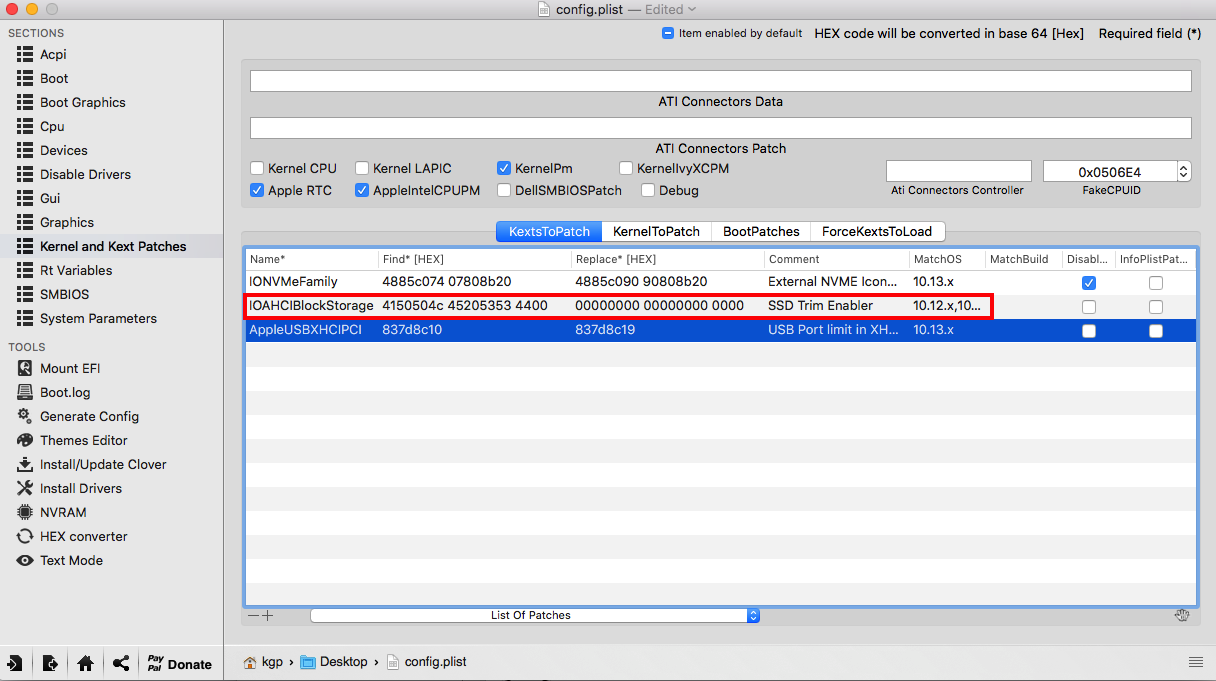 config.plist — Edited
SECTIONS
Acpi
Boot
Boot Graphics
Cpu
Devices
Disable Drivers
Gui
Graphics
Kernel and Kext Patches
Rt Variables
SMBIOS
System Parameters
TOOLS
Mount EFI
Boot.log
Generate Config
Themes Editor
Install/Update Clover
Install Drivers
NVRAM
HEX converter
Text Mode
Pay Pal Donate
Item enabled by default HEX code will be converted in base 64 [Hex] Required field (*)
ATI Connectors Data
ATI Connectors Patch
Kernel CPU Kernel LAPIC KernelPm KernelIvyXCPM
Apple RTC AppleIntelCPUPM DellSMBIOSPatch Debug
0x0506E4
Ati Connectors Controller FakeCPUID
KextsToPatch KernelToPatch BootPatches ForceKextsToLoad
Name* Find* [HEX] Replace* [HEX] Comment MatchOS MatchBuild Disabl... InfoPlistPat...
IONVMeFamily 4885c074 07808b20 4885c090 90808b20 External NVME Icon... 10.13.x
IOAHCIBlockStorage 4150504c 45205353 4400 00000000 00000000 0000 SSD Trim Enabler 10.12.x,10...
AppleUSBXHCIPCI 837d8c10 837d8c19 USB Port limit in XH... 10.13.x
List Of Patches
kgp › Desktop › config.plist